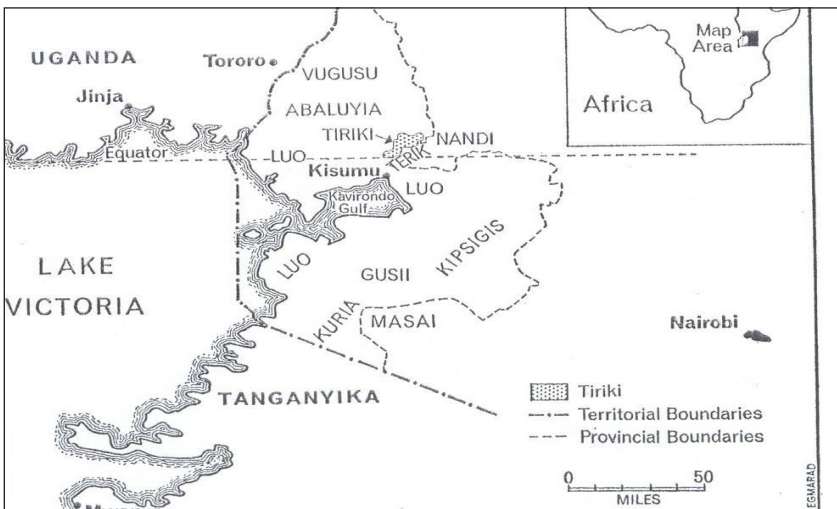 UGANDA
Tororo
Jinja
VUGUSU
ABALUYIA
TIRIKI
NANDI
Equator
LUO
TERIK
Kisumu
LUO
Kavirondo
Gulf
LAKE
VICTORIA
LUO
GUSII
KIPSIGIS
KURIA
MASAI
Nairobi
TANGANYIKA
Map
Area
Africa
Tiriki
Territorial Boundaries
Provincial Boundaries
0 50
MILES
EGMARAD